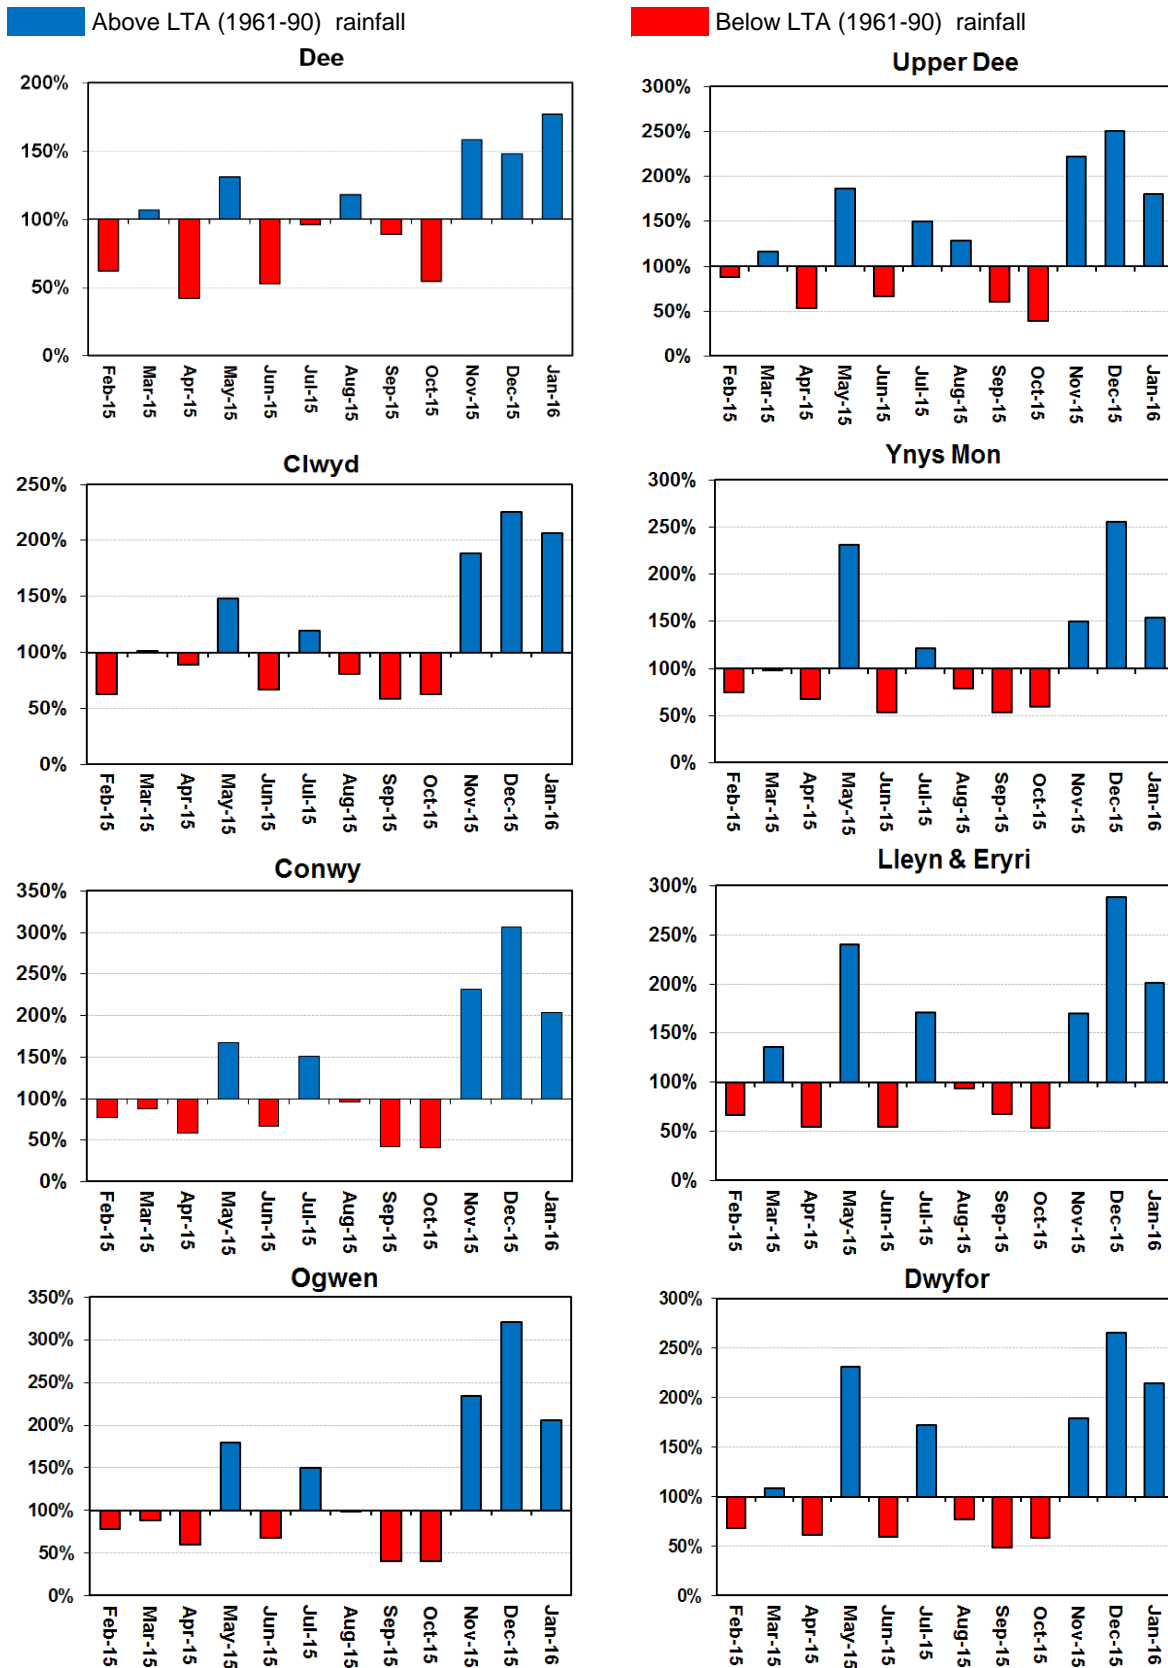 Above LTA (1961-90)  rainfall
Below LTA (1961-90)  rainfall
Dee
200%
150%
100%
50%
0%
Feb-15
Mar-15
Apr-15
May-15
Jun-15
Jul-15
Aug-15
Sep-15
Oct-15
Nov-15
Dec-15
Jan-16
Upper Dee
300%
250%
200%
150%
100%
50%
0%
Feb-15
Mar-15
Apr-15
May-15
Jun-15
Jul-15
Aug-15
Sep-15
Oct-15
Nov-15
Dec-15
Jan-16
Clwyd
250%
200%
150%
100%
50%
0%
Feb-15
Mar-15
Apr-15
May-15
Jun-15
Jul-15
Aug-15
Sep-15
Oct-15
Nov-15
Dec-15
Jan-16
Ynys Mon
300%
250%
200%
150%
100%
50%
0%
Feb-15
Mar-15
Apr-15
May-15
Jun-15
Jul-15
Aug-15
Sep-15
Oct-15
Nov-15
Dec-15
Jan-16
Conwy
350%
300%
250%
200%
150%
100%
50%
0%
Feb-15
Mar-15
Apr-15
May-15
Jun-15
Jul-15
Aug-15
Sep-15
Oct-15
Nov-15
Dec-15
Jan-16
Lleyn & Eryri
300%
250%
200%
150%
100%
50%
0%
Feb-15
Mar-15
Apr-15
May-15
Jun-15
Jul-15
Aug-15
Sep-15
Oct-15
Nov-15
Dec-15
Jan-16
Ogwen
350%
300%
250%
200%
150%
100%
50%
0%
Feb-15
Mar-15
Apr-15
May-15
Jun-15
Jul-15
Aug-15
Sep-15
Oct-15
Nov-15
Dec-15
Jan-16
Dwyfor
300%
250%
200%
150%
100%
50%
0%
Feb-15
Mar-15
Apr-15
May-15
Jun-15
Jul-15
Aug-15
Sep-15
Oct-15
Nov-15
Dec-15
Jan-16